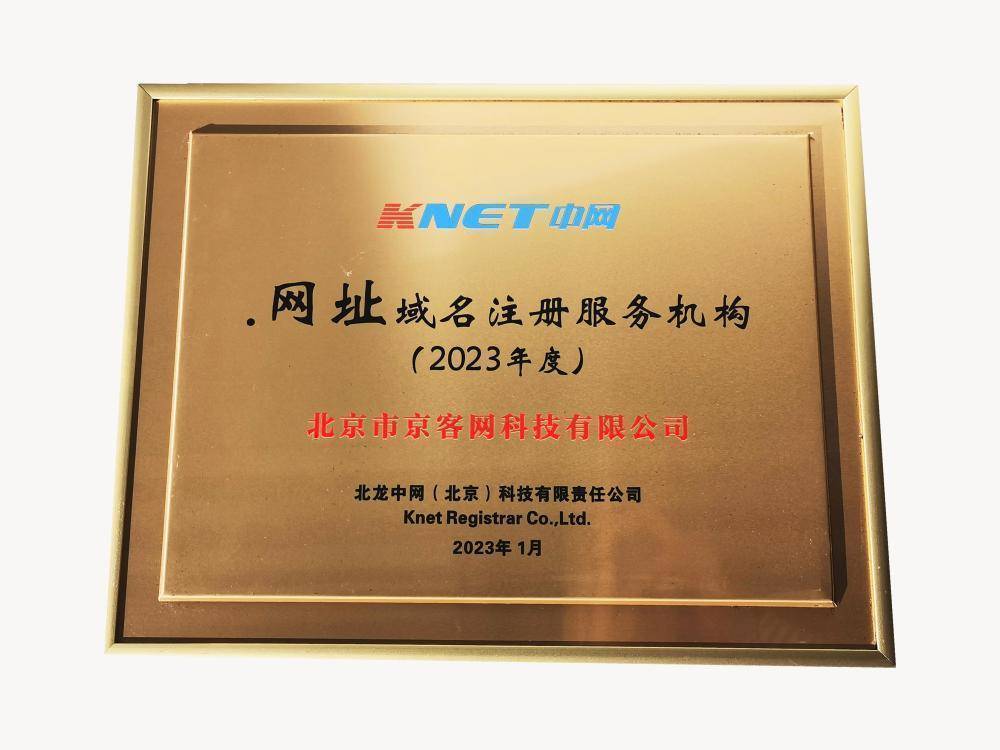 KNET中网
.网址域名注册服务机构
（2023年度）
北京市京客网科技有限公司
北龙中网（北京）科技有限责任公司
Knet Registrar Co.,Ltd.
2023年1月